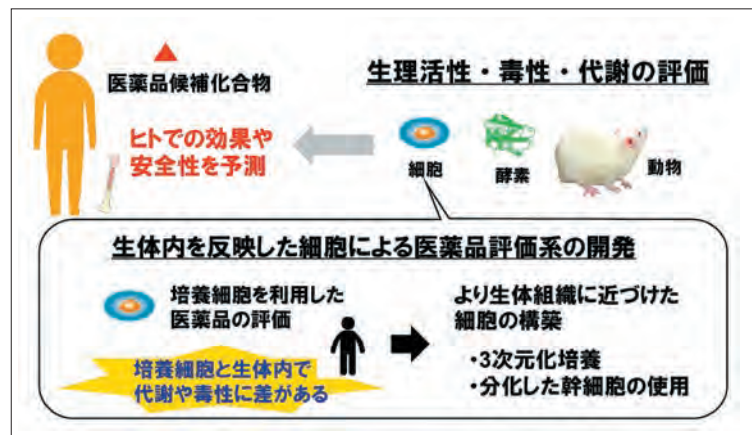 医薬品候補化合物
生理活性・毒性・代謝の評価
ヒトでの効果や
安全性を予測
細胞
酵素
動物
生体内を反映した細胞による医薬品評価系の開発
培養細胞を利用した
医薬品の評価
培養細胞と生体内で
代謝や毒性に差がある
より生体組織に近づけた
細胞の構築
・3次元化培養
・分化した幹細胞の使用